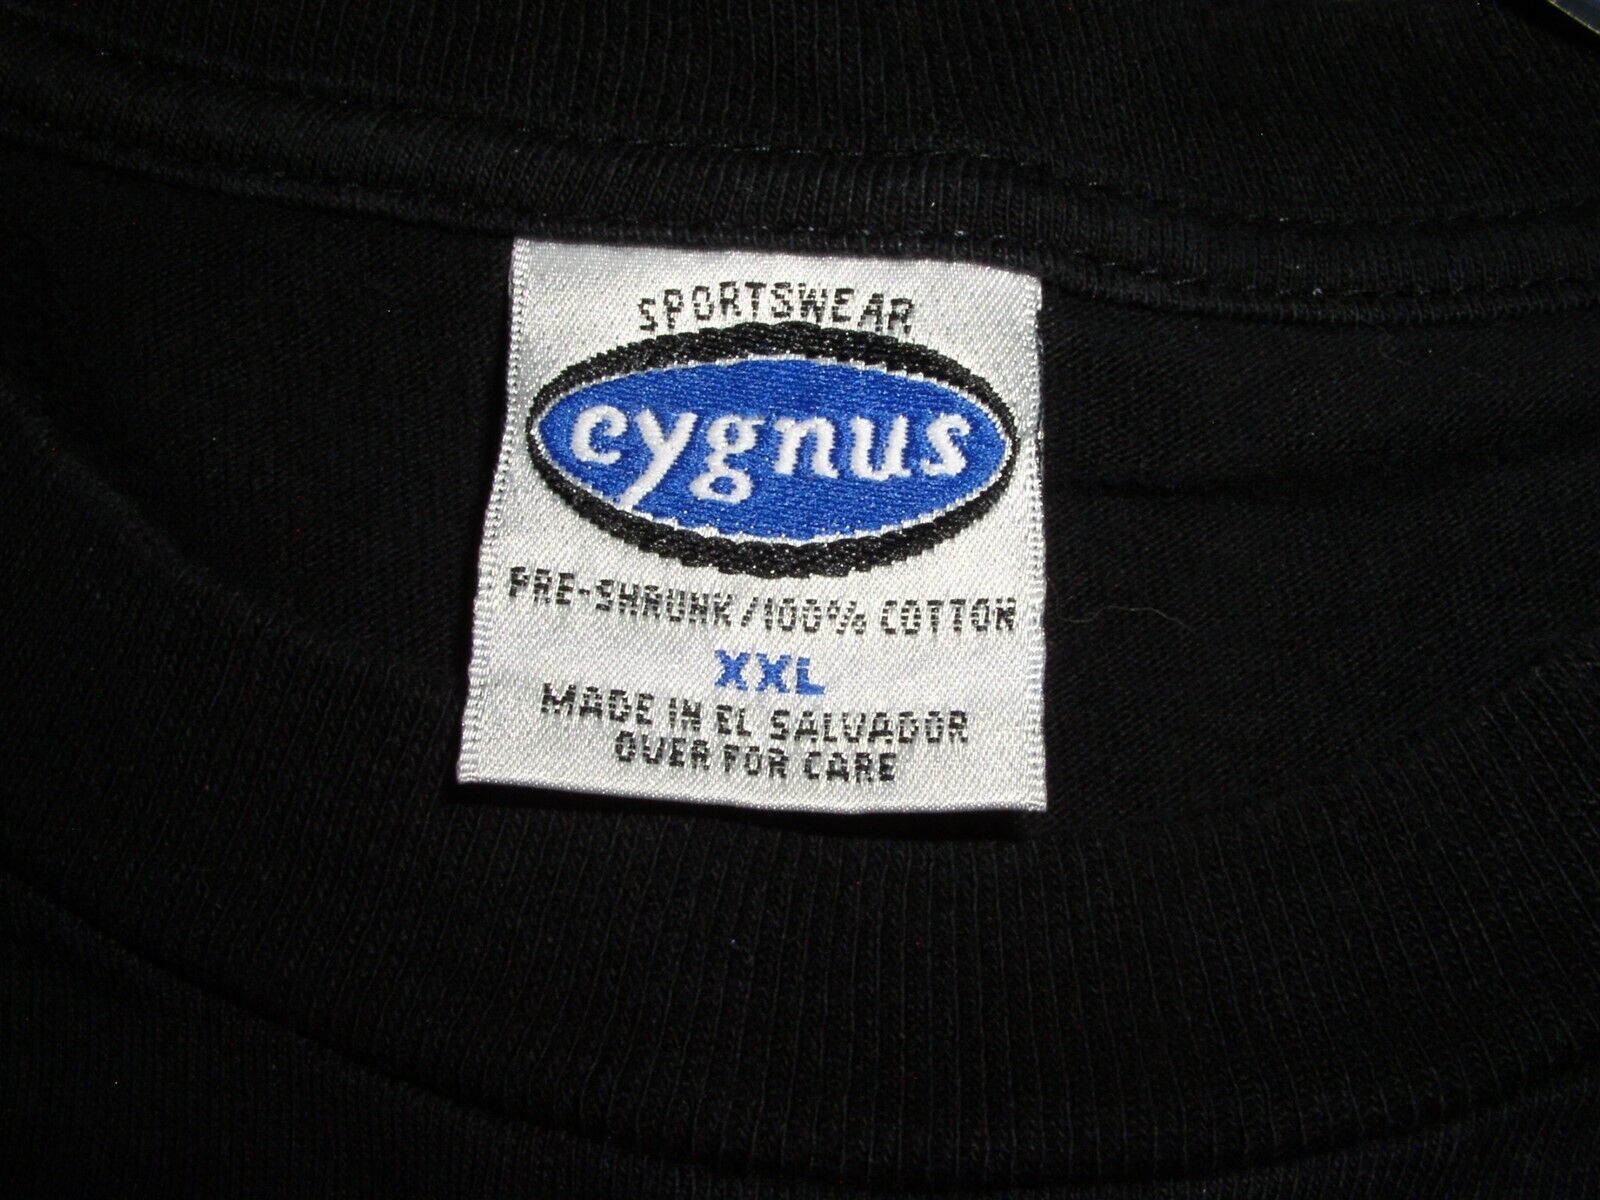 SPORTSWEAR
cygnus
PRE-SHRUNK/100% COTTON
XXL
MADE IN EL SALVADOR
OVER FOR CARE